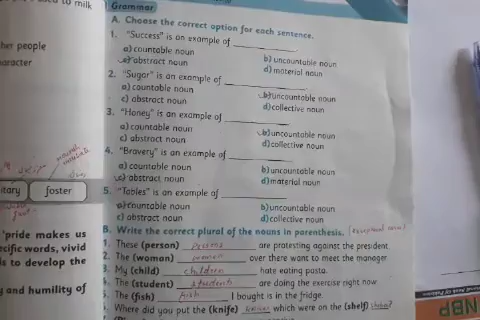 to milk
Grammar
A. Choose the correct option for each sentence.
1. "Success" is an example of
a) countable noun
b) uncountable noun
c) abstract noun
d) material noun
2. "Sugar" is an example of
a) countable noun
b) uncountable noun
c) abstract noun
d) collective noun
3. "Honey" is an example of
a) countable noun
b) uncountable noun
c) abstract noun
d) collective noun
4. "Bravery" is an example of
a) countable noun
b) uncountable noun
c) abstract noun
d) material noun
5. "Tables" is an example of
a) countable noun
b) uncountable noun
c) abstract noun
d) collective noun
B. Write the correct plural of the nouns in parenthesis.
1. These (person) persons are protesting against the president
2. The (woman) over there want to meet the manager
3. My (child) children hate eating pasta.
4. The (student) students are doing the exercise right now
5. The (fish) fish I bought is in the fridge.
Where did you put the (knife) knives which were on the (shelf)
her people
aracter
itary
foster
'pride makes us
ecific words, vivid
is to develop the
and humility of
NBP